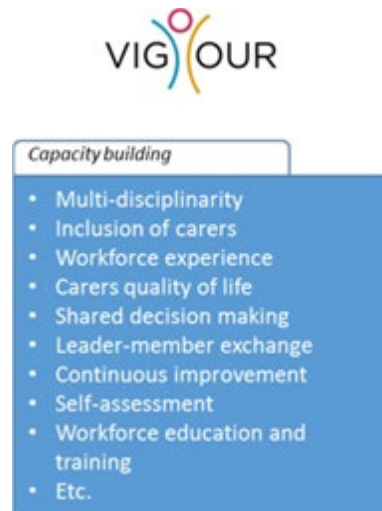 VIGOUR
Capacity building
• Multi-disciplinarity
• Inclusion of carers
• Workforce experience
• Carers quality of life
• Shared decision making
• Leader-member exchange
• Continuous improvement
• Self-assessment
• Workforce education and
training
• Etc.